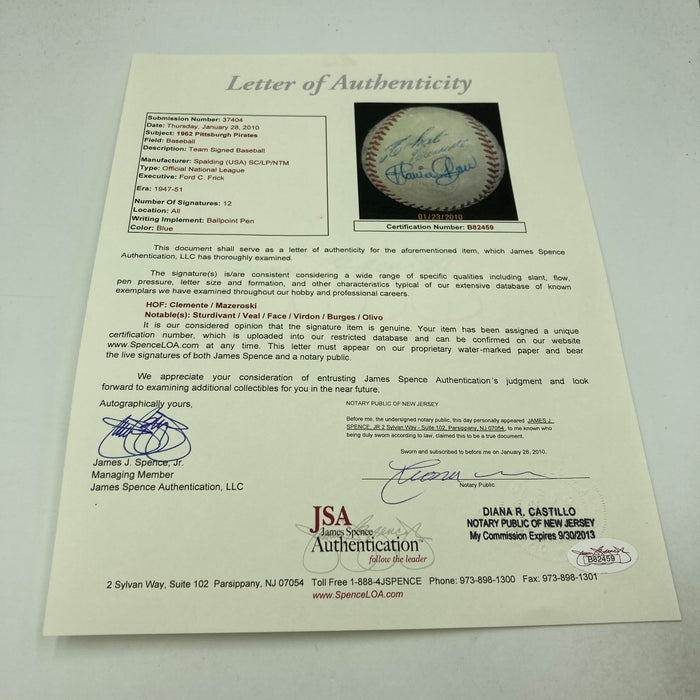 Letter of Authenticity
Submission Number: 37404
Date: Thursday, January 28, 2010
Subject: 1962 Pittsburgh Pirates
Field: Baseball
Description: Team Signed Baseball
Manufacturer: Spalding (USA) SC/LP/NTM
Type: Official National League
Executive: Ford C. Frick
Era: 1947-51
Number Of Signatures: 12
Location: All
Writing Implement: Ballpoint Pen
Color: Blue
01/23/2010
Certification Number: B82459
This document shall serve as a letter of authenticity for the aforementioned item, which James Spence
Authentication, LLC has thoroughly examined.
The signature(s) is/are consistent considering a wide range of specific qualities including slant, flow,
pen pressure, letter size and formation, and other characteristics typical of our extensive database of known
exemplars we have examined throughout our hobby and professional careers.
HOF: Clemente / Mazeroski
Notable(s): Sturdivant / Veal / Face / Virdon / Burges / Olivo
It is our considered opinion that the signature item is genuine. Your item has been assigned a unique
certification number, which is uploaded into our restricted database and can be confirmed on our website
www.SpenceLOA.com at any time. This letter must appear on our proprietary water-marked paper and bear
the live signatures of both James Spence and a notary public.
We appreciate your consideration of entrusting James Spence Authentication's judgment and look
forward to examining additional collectibles for you in the near future.
Autographically yours,
James J. Spence, Jr.
Managing Member
James Spence Authentication, LLC
NOTARY PUBLIC OF NEW JERSEY
Before me, the undersigned notary public, this day personally appeared JAMES J.
SPENCE, JR 2 Sylvan Way - Suite 102, Parsippany, NJ 07054, to me known who
being duly sworn according to law, claimed this to be a true document.
Sworn and subscribed to before me on January 28, 2010.
Notary Public
DIANA R. CASTILLO
NOTARY PUBLIC OF NEW JERSEY
My Commission Expires 9/30/2013
JSA
James Spence
Authentication
follow the leader
B82459
2 Sylvan Way, Suite 102 Parsippany, NJ 07054 Toll Free 1-888-4JSPENCE Phone: 973-898-1300 Fax: 973-898-1301
www.SpenceLOA.com